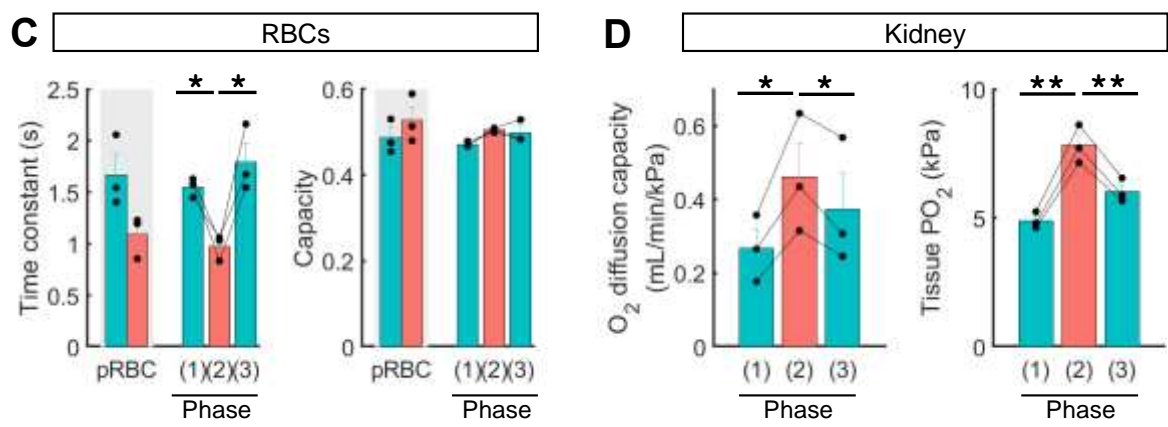 C
RBCs
D
Kidney
Time constant (s)
2.5
2
1.5
1
0.5
0
* *
pRBC
(1)(2)(3)
Phase
Capacity
0.6
0.4
0.2
0
pRBC
(1)(2)(3)
Phase
O2 diffusion capacity
(mL/min/kPa)
0.6
0.4
0.2
0
* *
(1) (2) (3)
Phase
Tissue PO2 (kPa)
10
5
0
** **
(1) (2) (3)
Phase